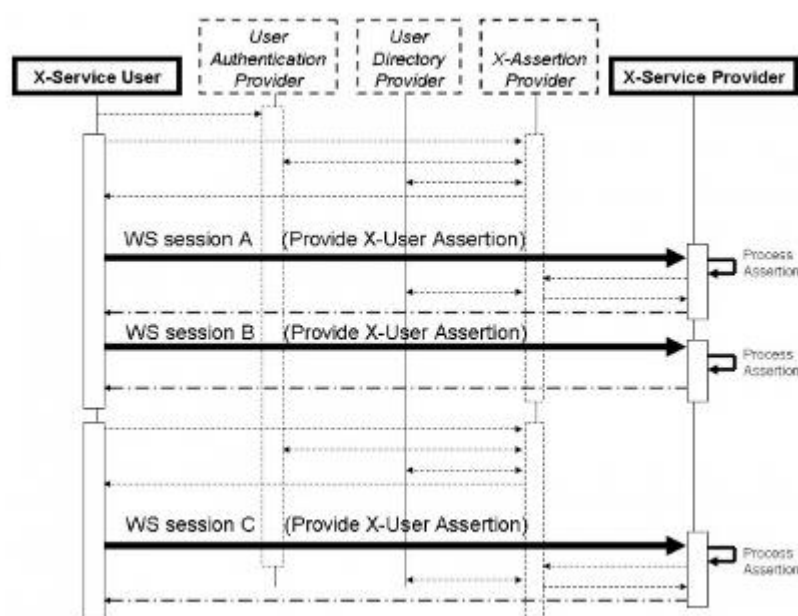 X-Service User
User
Authentication
Provider
User
Directory
Provider
X-Assertion
Provider
X-Service Provider
WS session A (Provide X-User Assertion)
Process
Assertion
WS session B (Provide X-User Assertion)
Process
Assertion
WS session C (Provide X-User Assertion)
Process
Assertion